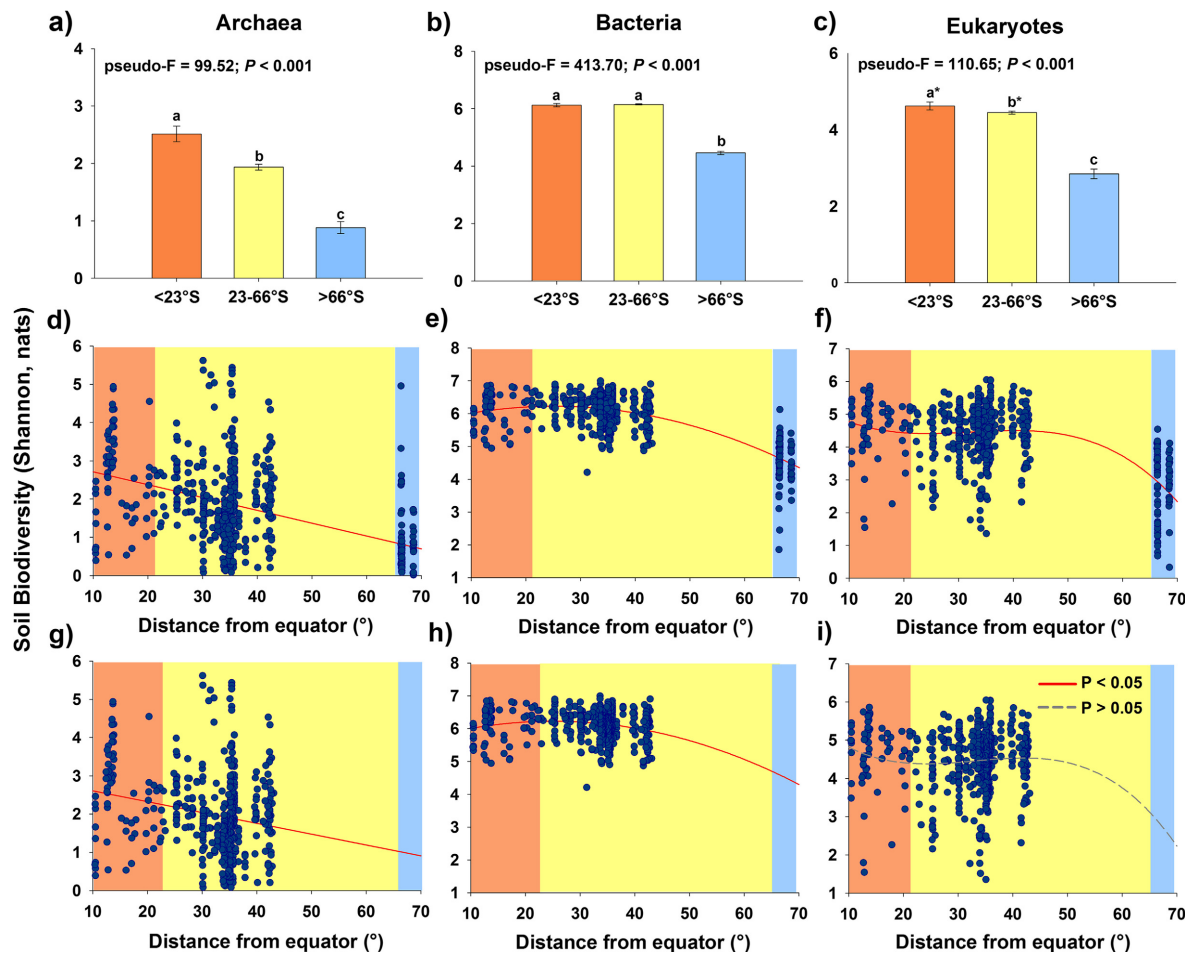 a)
Archaea
b)
Bacteria
c)
Eukaryotes
pseudo-F = 99.52; P < 0.001
pseudo-F = 413.70; P < 0.001
pseudo-F = 110.65; P < 0.001
4
3
2
1
0
a
b
c
<23°S
23-66°S
>66°S
8
6
4
2
0
a
a
b
<23°S
23-66°S
>66°S
6
4
2
0
a*
b*
c
<23°S
23-66°S
>66°S
Soil Biodiversity (Shannon, nats)
d)
6
5
4
3
2
1
0
10 20 30 40 50 60 70
Distance from equator (°)
e)
8
7
6
5
4
3
2
1
10 20 30 40 50 60 70
Distance from equator (°)
f)
7
6
5
4
3
2
1
0
10 20 30 40 50 60 70
Distance from equator (°)
g)
6
5
4
3
2
1
0
10 20 30 40 50 60 70
Distance from equator (°)
h)
8
7
6
5
4
3
2
1
10 20 30 40 50 60 70
Distance from equator (°)
i)
P < 0.05
P > 0.05
7
6
5
4
3
2
1
10 20 30 40 50 60 70
Distance from equator (°)